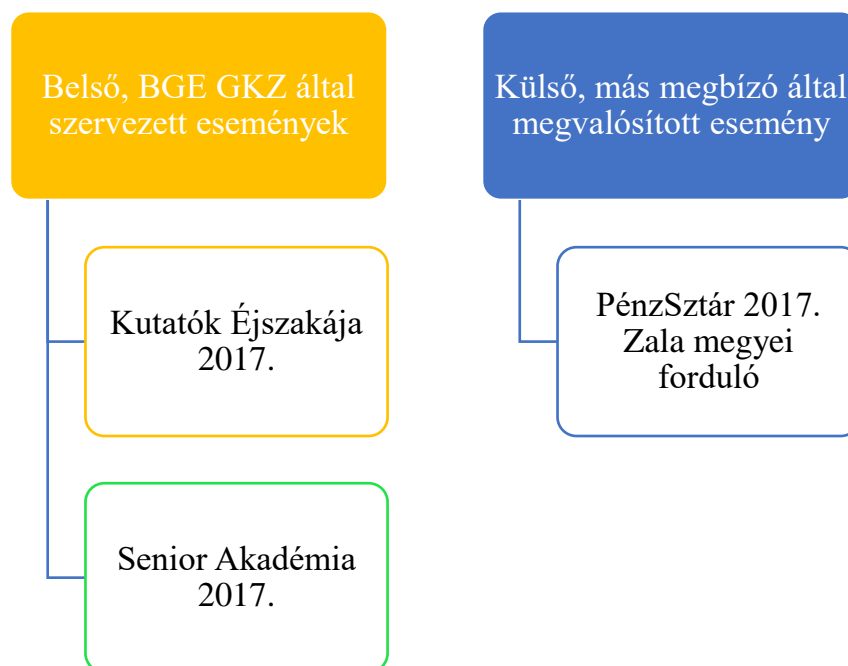 Belső, BGE GKZ által
szervezett események
Kutatók Éjszakája
2017.
Senior Akadémia
2017.
Külső, más megbízó által
megvalósított esemény
PénzSztár 2017.
Zala megyei
forduló